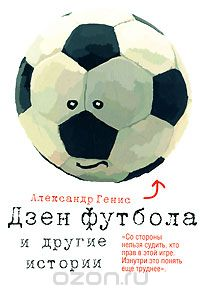 Александр Генис
Дзен футбола
и другие
истории
«Со стороны
нельзя судить, кто
прав в этой игре.
Изнутри это понять
еще труднее».
ozon.ru